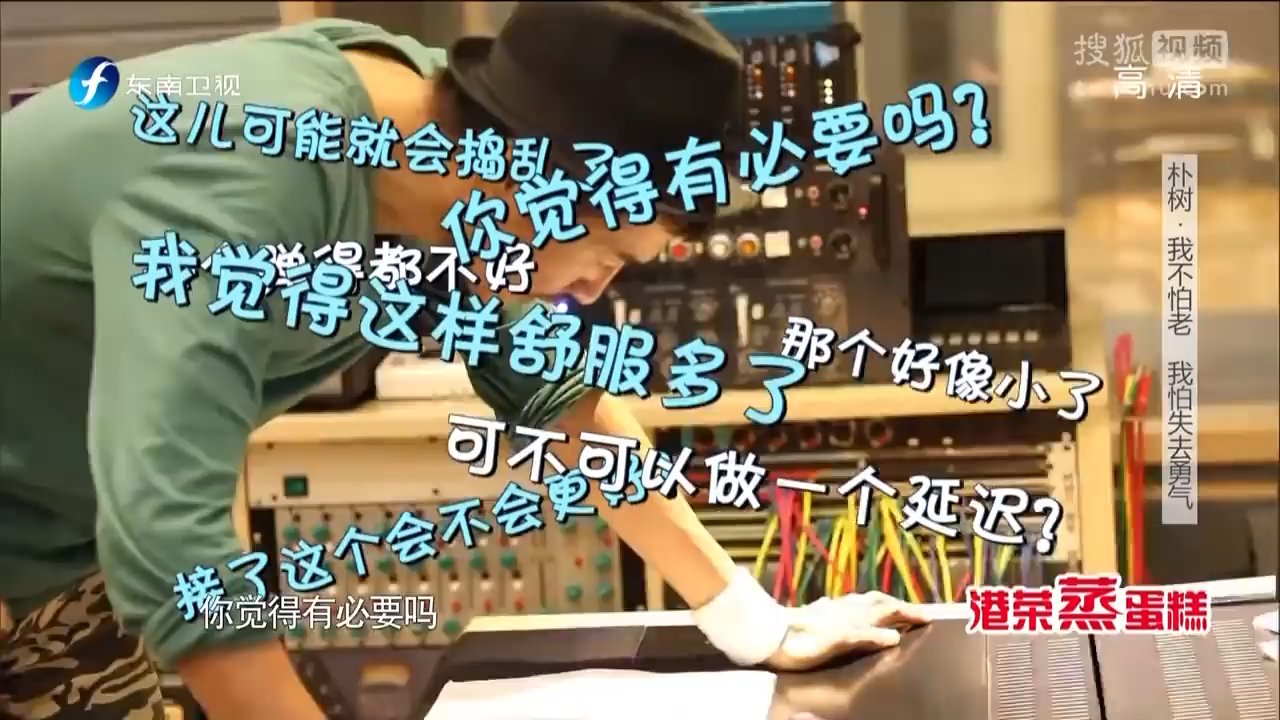 东南卫视
搜狐视频
高清
这儿可能就会捣乱了
你觉得有必要吗?
弹得都不好
我觉得这样舒服多了
那个好像小了
可不可以做一个延迟?
接了这个会不会更好
你觉得有必要吗
朴树·我不怕老 我怕失去勇气
港荣蒸蛋糕